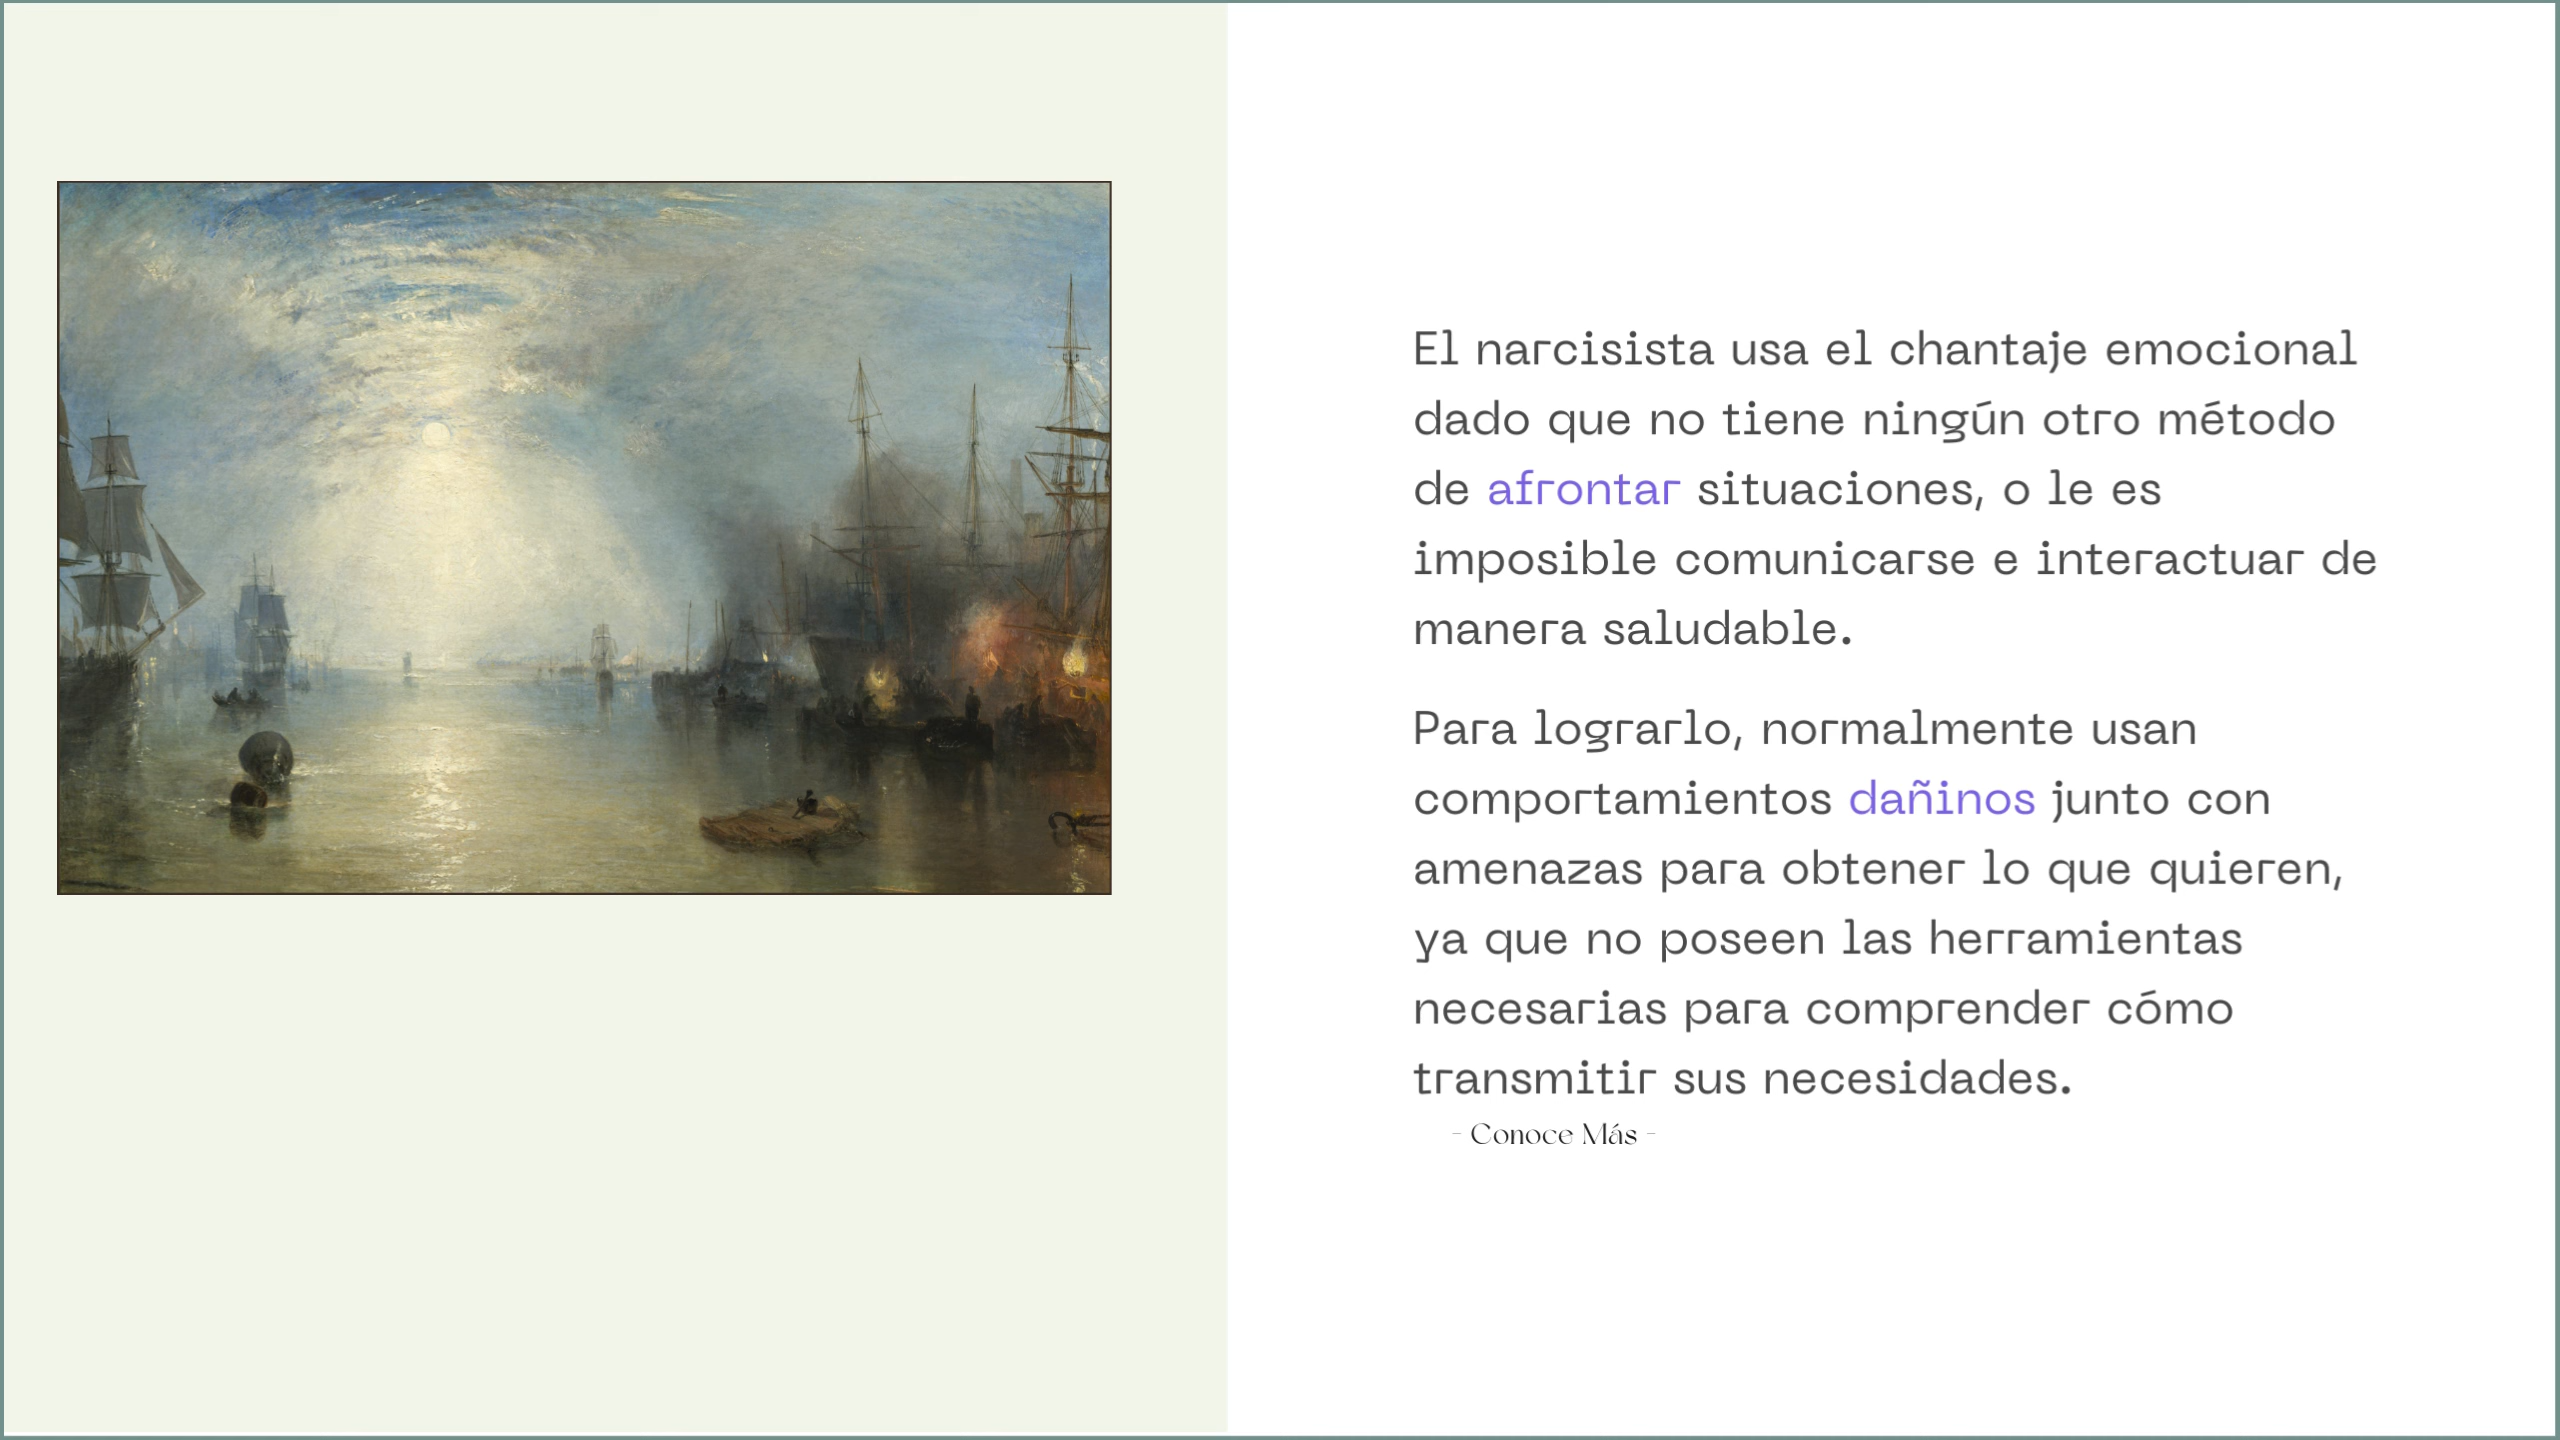 El narcisista usa el chantaje emocional
dado que no tiene ningún otro método
de afrontar situaciones, o le es
imposible comunicarse e interactuar de
manera saludable.
Para lograrlo, normalmente usan
comportamientos dañinos junto con
amenazas para obtener lo que quieren,
ya que no poseen las herramientas
necesarias para comprender cómo
transmitir sus necesidades.
- Conoce Más -